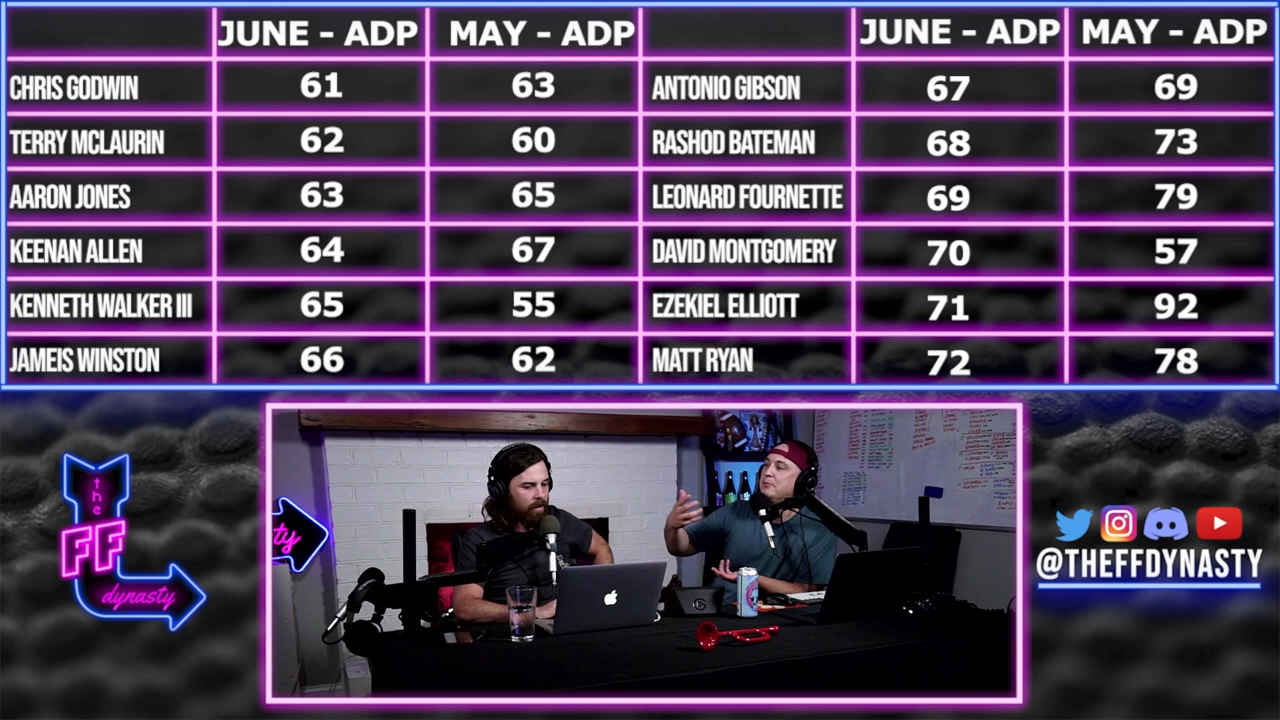 JUNE - ADP MAY - ADP JUNE - ADP MAY - ADP
CHRIS GODWIN 61 63 ANTONIO GIBSON 67 69
TERRY MCLAURIN 62 60 RASHOD BATEMAN 68 73
AARON JONES 63 65 LEONARD FOURNETTE 69 79
KEENAN ALLEN 64 67 DAVID MONTGOMERY 70 57
KENNETH WALKER III 65 55 EZEKIEL ELLIOTT 71 92
JAMEIS WINSTON 66 62 MATT RYAN 72 78
the
FF
dynasty
ty
@THEFFDYNASTY